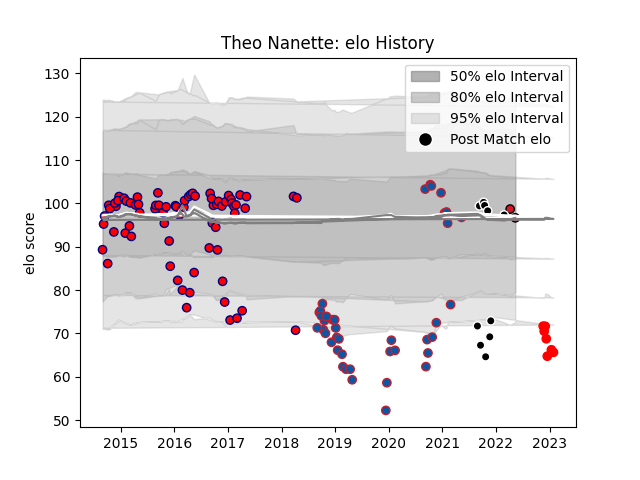 Theo Nanette: elo History
50% elo Interval
80% elo Interval
95% elo Interval
Post Match elo
elo score
130
120
110
100
90
80
70
60
50
2015 2016 2017 2018 2019 2020 2021 2022 2023